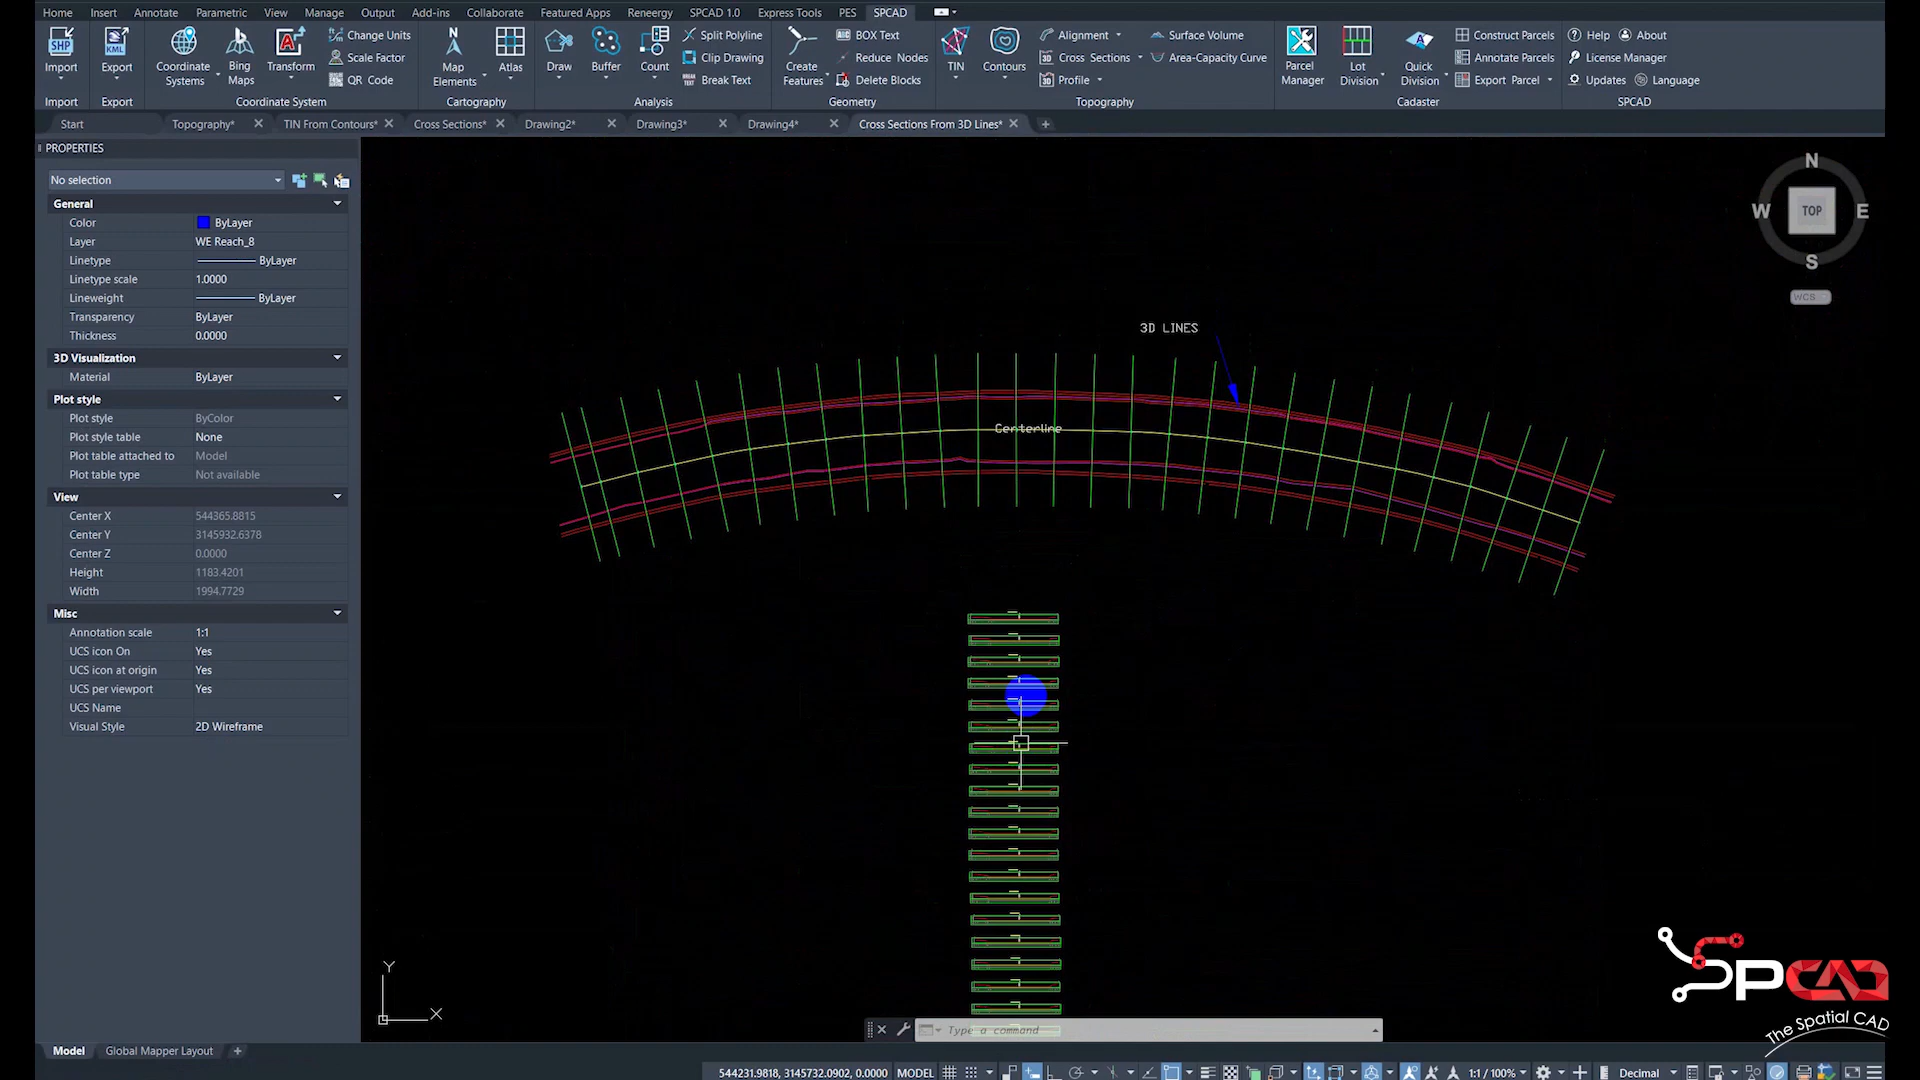 Home Insert Annotate Parametric View Manage Output Add-ins Collaborate Featured Apps Reneergy SPCAD 1.0 Express Tools PES SPCAD
SHP KML N A A ABC Change Units Split Polyline BOX Text TIN Alignment Surface Volume Construct Parcels Help About
Import Export Coordinate Systems Bing Maps Transform Scale Factor Map Elements Atlas Draw Buffer Count Clip Drawing Create Features Reduce Nodes Contours Cross Sections Area-Capacity Curve Parcel Manager Lot Division Quick Division Annotate Parcels License Manager
QR Code Break Text Delete Blocks Profile Export Parcel Updates Language
Import Export Coordinate System Cartography Analysis Geometry Topography Cadaster SPCAD
Start Topography* TIN From Contours* Cross Sections* Drawing2* Drawing3* Drawing4* Cross Sections From 3D Lines*
PROPERTIES
No selection
General
Color ByLayer
Layer WE Reach_8
Linetype ByLayer
Linetype scale 1.0000
Lineweight ByLayer
Transparency ByLayer
Thickness 0.0000
3D Visualization
Material ByLayer
Plot style
Plot style ByColor
Plot style table None
Plot table attached to Model
Plot table type Not available
View
Center X 544365.8815
Center Y 3145932.6378
Center Z 0.0000
Height 1183.4201
Width 1994.7729
Misc
Annotation scale 1:1
UCS icon On Yes
UCS icon at origin Yes
UCS per viewport Yes
UCS Name
Visual Style 2D Wireframe
N
W TOP E
S
WCS
3D LINES
Centerline
Y
X
SPCAD
The Spatial CAD
Type a command
Model Global Mapper Layout
544231.9818, 3145732.0902, 0.0000 MODEL 1:1 / 100% Decimal